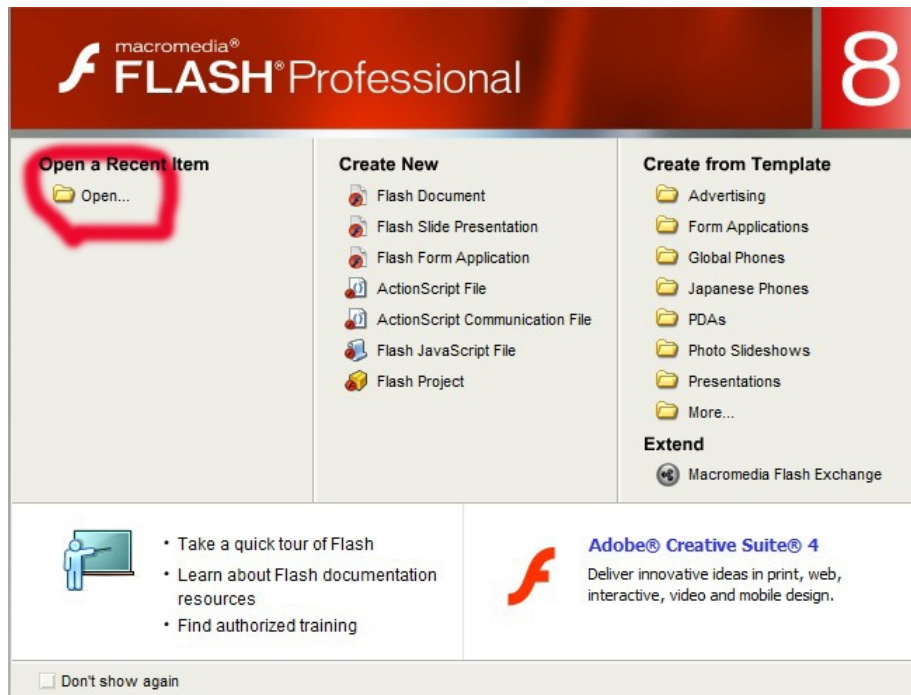 macromedia®
FLASH® Professional
8
Open a Recent Item
Open...
Create New
Flash Document
Flash Slide Presentation
Flash Form Application
ActionScript File
ActionScript Communication File
Flash JavaScript File
Flash Project
Create from Template
Advertising
Form Applications
Global Phones
Japanese Phones
PDAs
Photo Slideshows
Presentations
More...
Extend
Macromedia Flash Exchange
• Take a quick tour of Flash
• Learn about Flash documentation
resources
• Find authorized training
Adobe® Creative Suite® 4
Deliver innovative ideas in print, web,
interactive, video and mobile design.
Don't show again